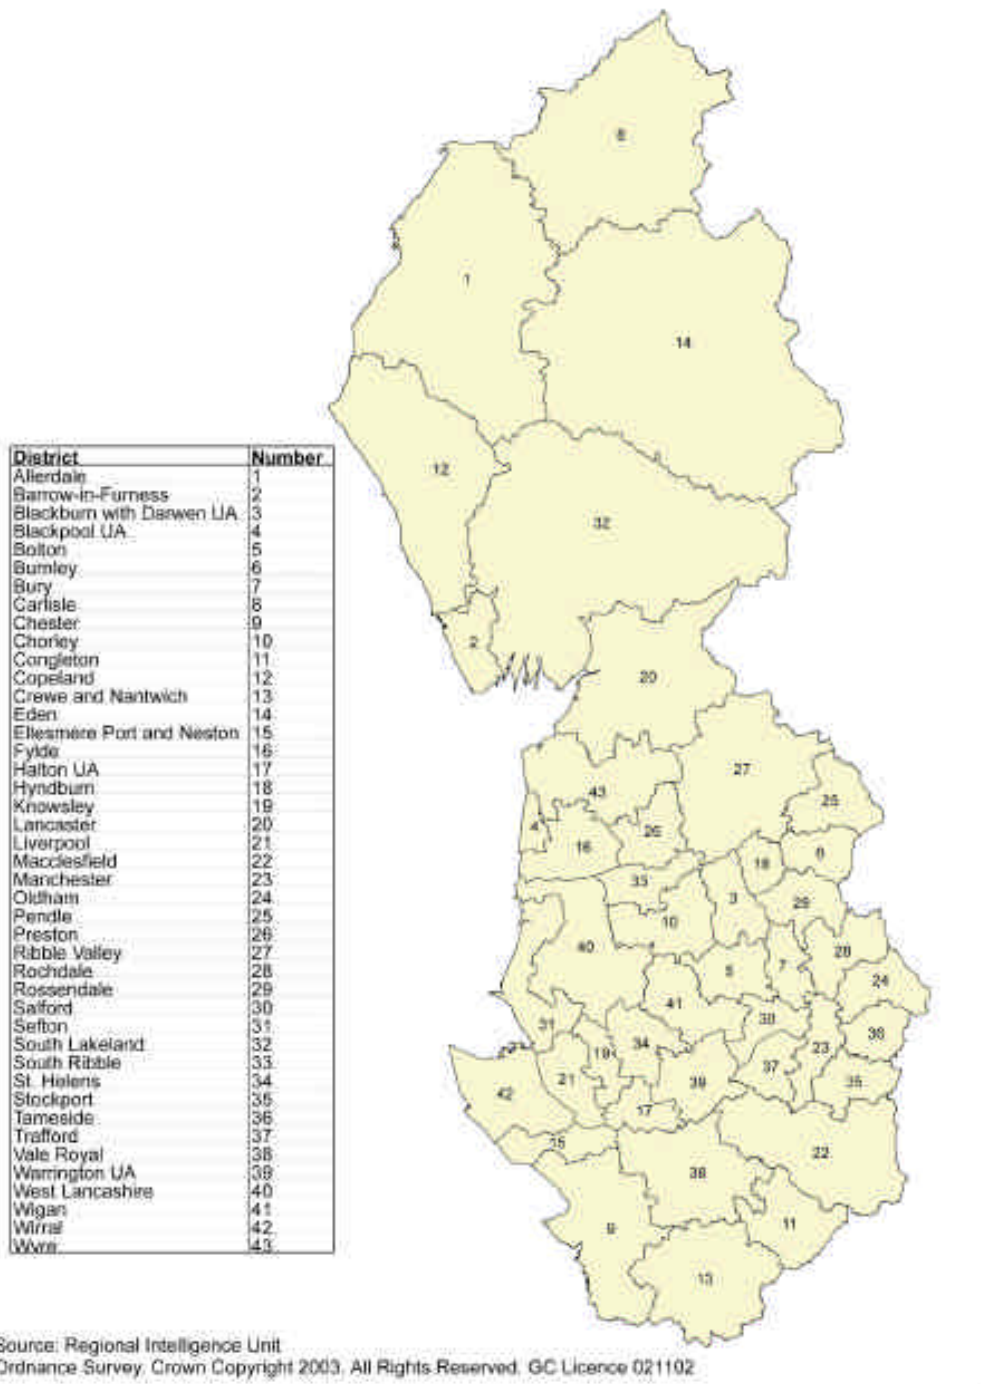 8
1
14
12
32
2
20
27
43
25
4
26
16
6
18
33
3
29
10
40
28
5
7
24
41
30
31
36
34
23
19
37
21
39
35
42
17
15
22
38
11
9
13
District Number
Allerdale 1
Barrow-in-Furness 2
Blackburn with Darwen UA 3
Blackpool UA 4
Bolton 5
Burnley 6
Bury 7
Carlisle 8
Chester 9
Chorley 10
Congleton 11
Copeland 12
Crewe and Nantwich 13
Eden 14
Ellesmere Port and Neston 15
Fylde 16
Halton UA 17
Hyndburn 18
Knowsley 19
Lancaster 20
Liverpool 21
Macclesfield 22
Manchester 23
Oldham 24
Pendle 25
Preston 26
Ribble Valley 27
Rochdale 28
Rossendale 29
Salford 30
Sefton 31
South Lakeland 32
South Ribble 33
St. Helens 34
Stockport 35
Tameside 36
Trafford 37
Vale Royal 38
Warrington UA 39
West Lancashire 40
Wigan 41
Wirral 42
Wyre 43
Source: Regional Intelligence Unit
Ordnance Survey. Crown Copyright 2003. All Rights Reserved. GC Licence 021102